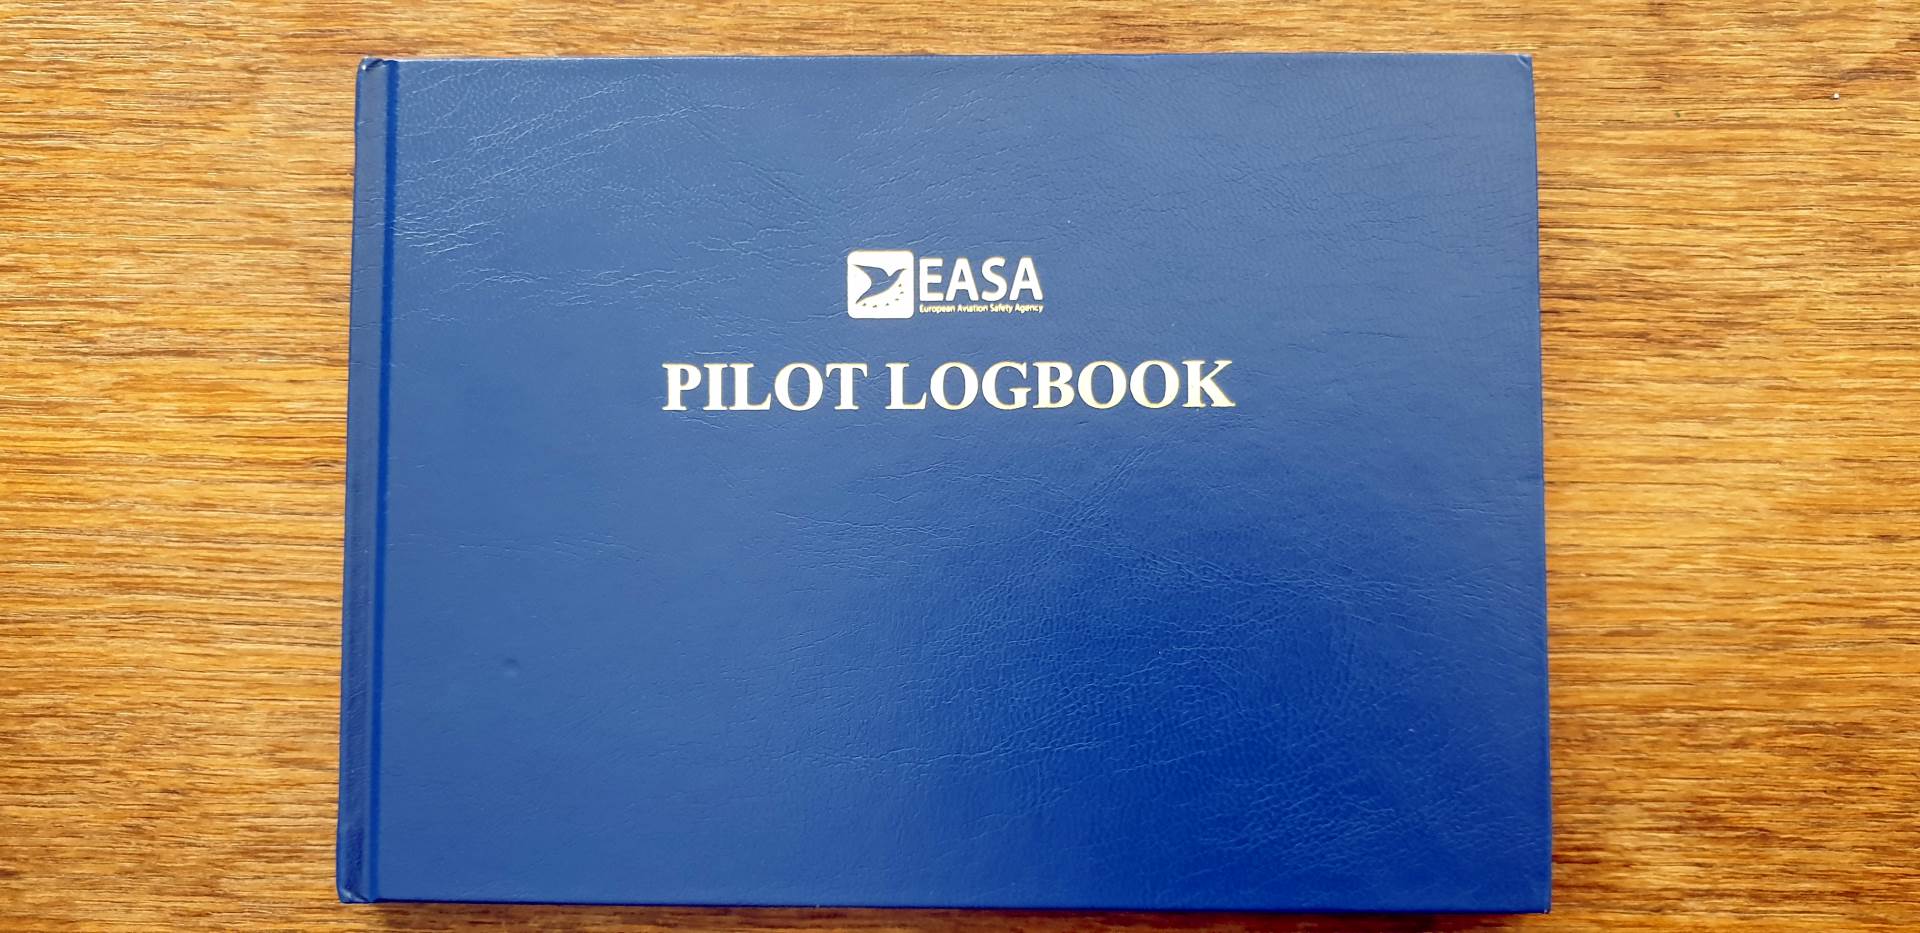 EASA
European Aviation Safety Agency
PILOT LOGBOOK